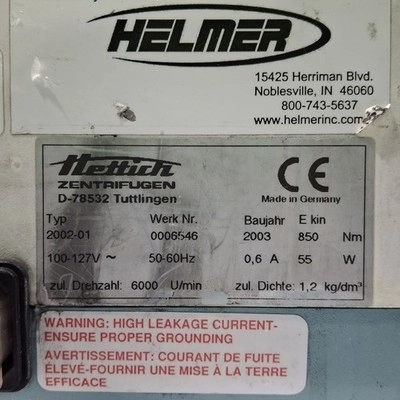 HELMER
15425 Herriman Blvd.
Noblesville, IN 46060
800-743-5637
www.helmerinc.com
Hettich
ZENTRIFUGEN
D-78532 Tuttlingen
CE
Made in Germany
Typ Werk Nr. Baujahr E kin
2002-01 0006546 2003 850 Nm
100-127V ~ 50-60Hz 0,6 A 55 W
zul. Drehzahl: 6000 U/min zul. Dichte: 1,2 kg/dm³
WARNING: HIGH LEAKAGE CURRENT-
ENSURE PROPER GROUNDING
AVERTISSEMENT: COURANT DE FUITE
ÉLEVÉ-FOURNIR UNE MISE À LA TERRE
EFFICACE